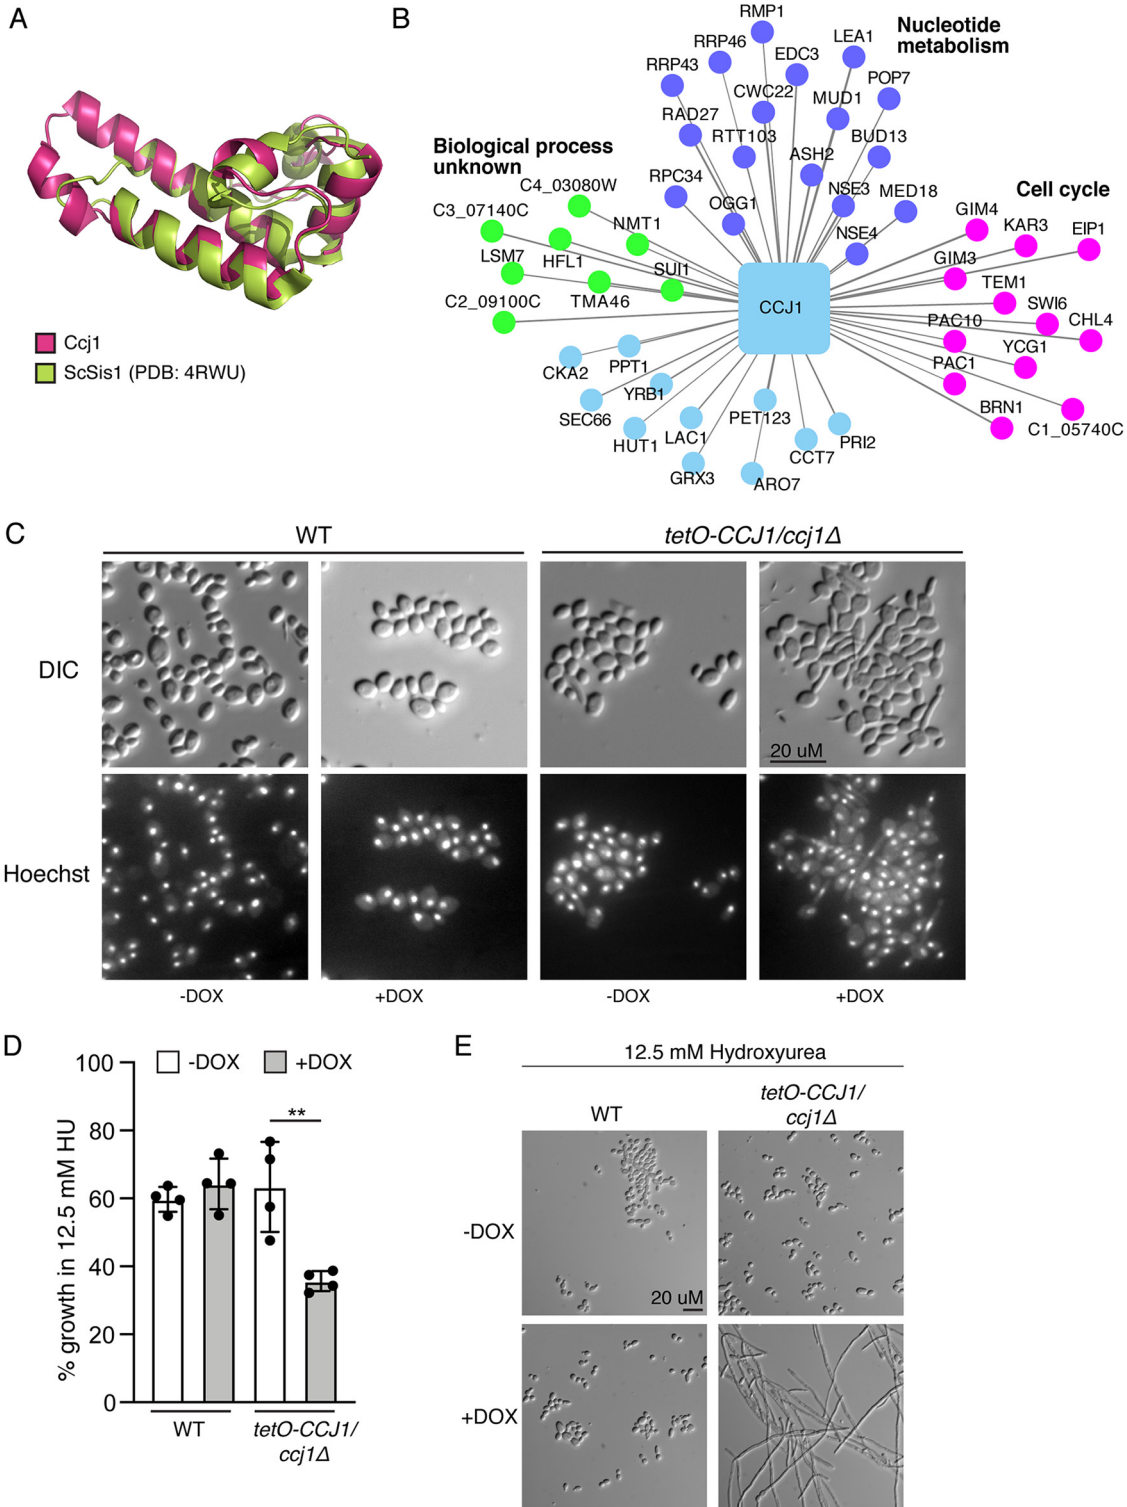 A
Ccj1
ScSis1 (PDB: 4RWU)
B
Nucleotide
metabolism
RMP1
LEA1
RRP46
EDC3
RRP43
POP7
CWC22
MUD1
RAD27
RTT103
BUD13
ASH2
RPC34
NSE3
MED18
OGG1
NSE4
Biological process
unknown
C4_03080W
C3_07140C
NMT1
LSM7
HFL1
SUI1
C2_09100C
TMA46
Cell cycle
GIM4
KAR3
EIP1
GIM3
TEM1
SWI6
CHL4
PAC10
YCG1
PAC1
BRN1
C1_05740C
CCJ1
CKA2
PPT1
YRB1
SEC66
HUT1
LAC1
PET123
PRI2
CCT7
GRX3
ARO7
C
WT
tetO-CCJ1/ccj1Δ
DIC
20 uM
Hoechst
-DOX
+DOX
-DOX
+DOX
D
-DOX
+DOX
% growth in 12.5 mM HU
100
80
60
40
20
0
**
WT
tetO-CCJ1/
ccj1Δ
E
12.5 mM Hydroxyurea
WT
tetO-CCJ1/
ccj1Δ
-DOX
20 uM
+DOX